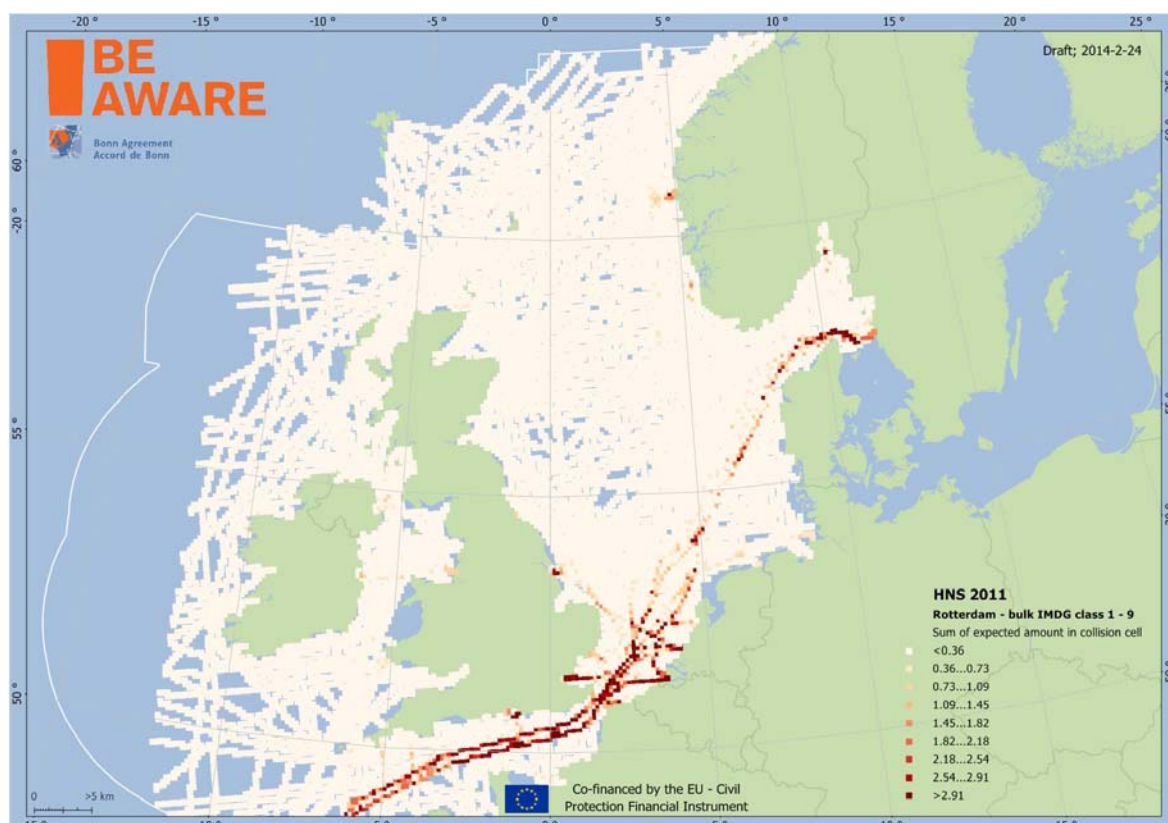 -20 ° -15 ° -10 ° -5 ° 0 ° 5 ° 10 ° 15 ° 20 ° 25 °
BE
AWARE
Bonn Agreement
Accord de Bonn
Draft; 2014-2-24
60 °
-20 °
55 °
50 °
HNS 2011
Rotterdam - bulk IMDG class 1 - 9
Sum of expected amount in collision cell
<0.36
0.36...0.73
0.73...1.09
1.09...1.45
1.45...1.82
1.82...2.18
2.18...2.54
2.54...2.91
>2.91
0 >5 km
Co-financed by the EU - Civil
Protection Financial Instrument